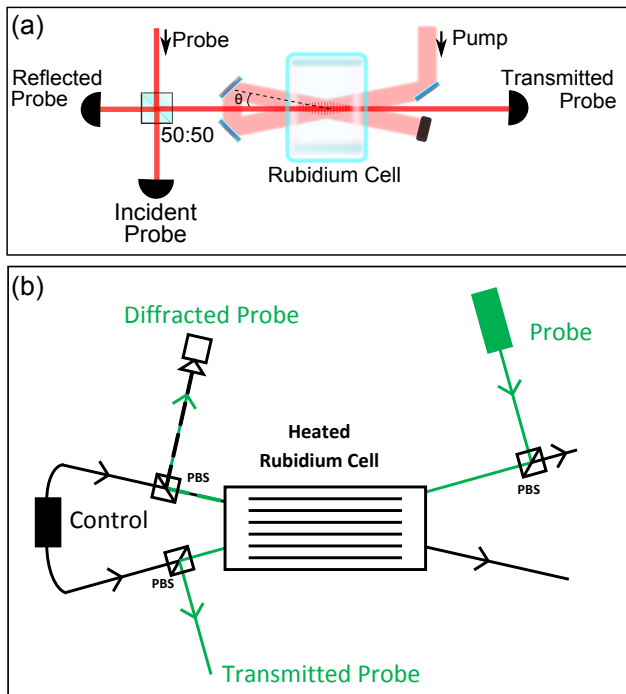 (a)
Probe
Pump
Reflected
Probe
Transmitted
Probe
θ
50:50
Rubidium Cell
Incident
Probe
(b)
Diffracted Probe
Probe
Heated
Rubidium Cell
PBS
PBS
Control
PBS
Transmitted Probe